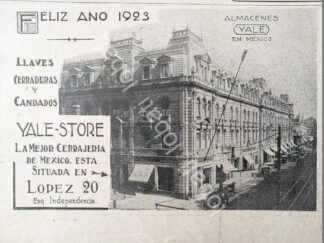 FELIZ AÑO 1923
ALMACENES
YALE
EN MEXICO
LLAVES
CERRADURAS
Y
CANDADOS
YALE-STORE
LA MEJOR CERRAJERIA
DE MEXICO, ESTA
SITUADA EN
LOPEZ 20
Esq. Independencia.